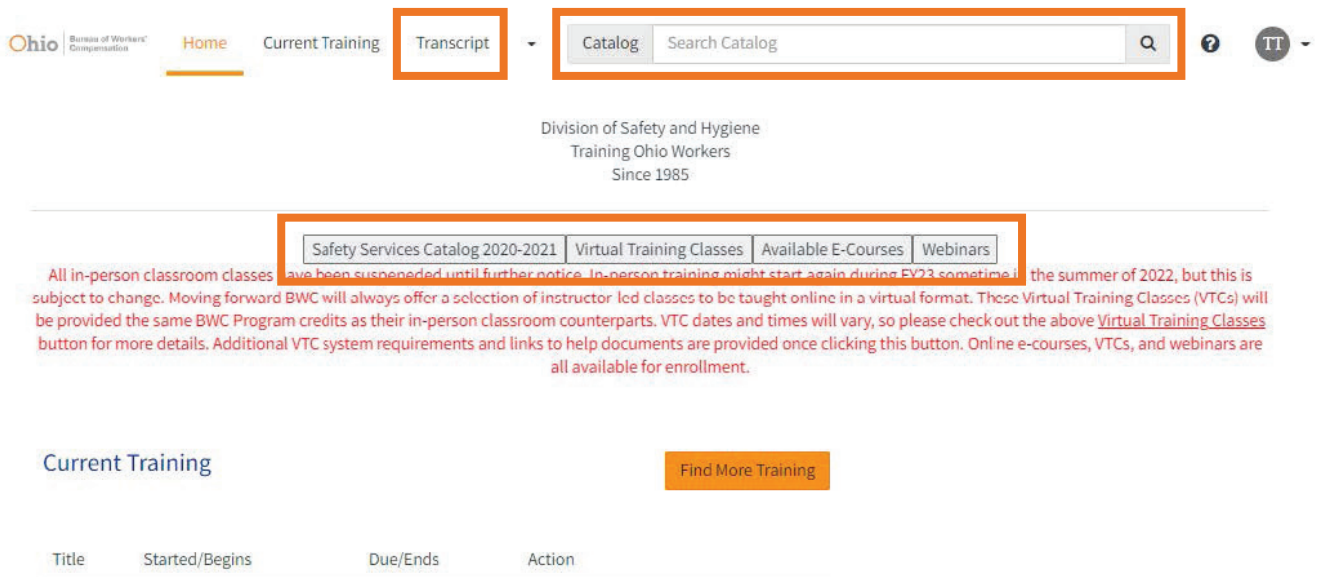 Ohio Bureau of Workers' Compensation
Home Current Training Transcript Catalog Search Catalog TT
Division of Safety and Hygiene
Training Ohio Workers
Since 1985
Safety Services Catalog 2020-2021 Virtual Training Classes Available E-Courses Webinars
All in-person classroom classes have been suspeneded until further notice. In-person training might start again during FY23 sometime in the summer of 2022, but this is
subject to change. Moving forward BWC will always offer a selection of instructor-led classes to be taught online in a virtual format. These Virtual Training Classes (VTCs) will
be provided the same BWC Program credits as their in-person classroom counterparts. VTC dates and times will vary, so please check out the above Virtual Training Classes
button for more details. Additional VTC system requirements and links to help documents are provided once clicking this button. Online e-courses, VTCs, and webinars are
all available for enrollment.
Current Training
Find More Training
Title Started/Begins Due/Ends Action